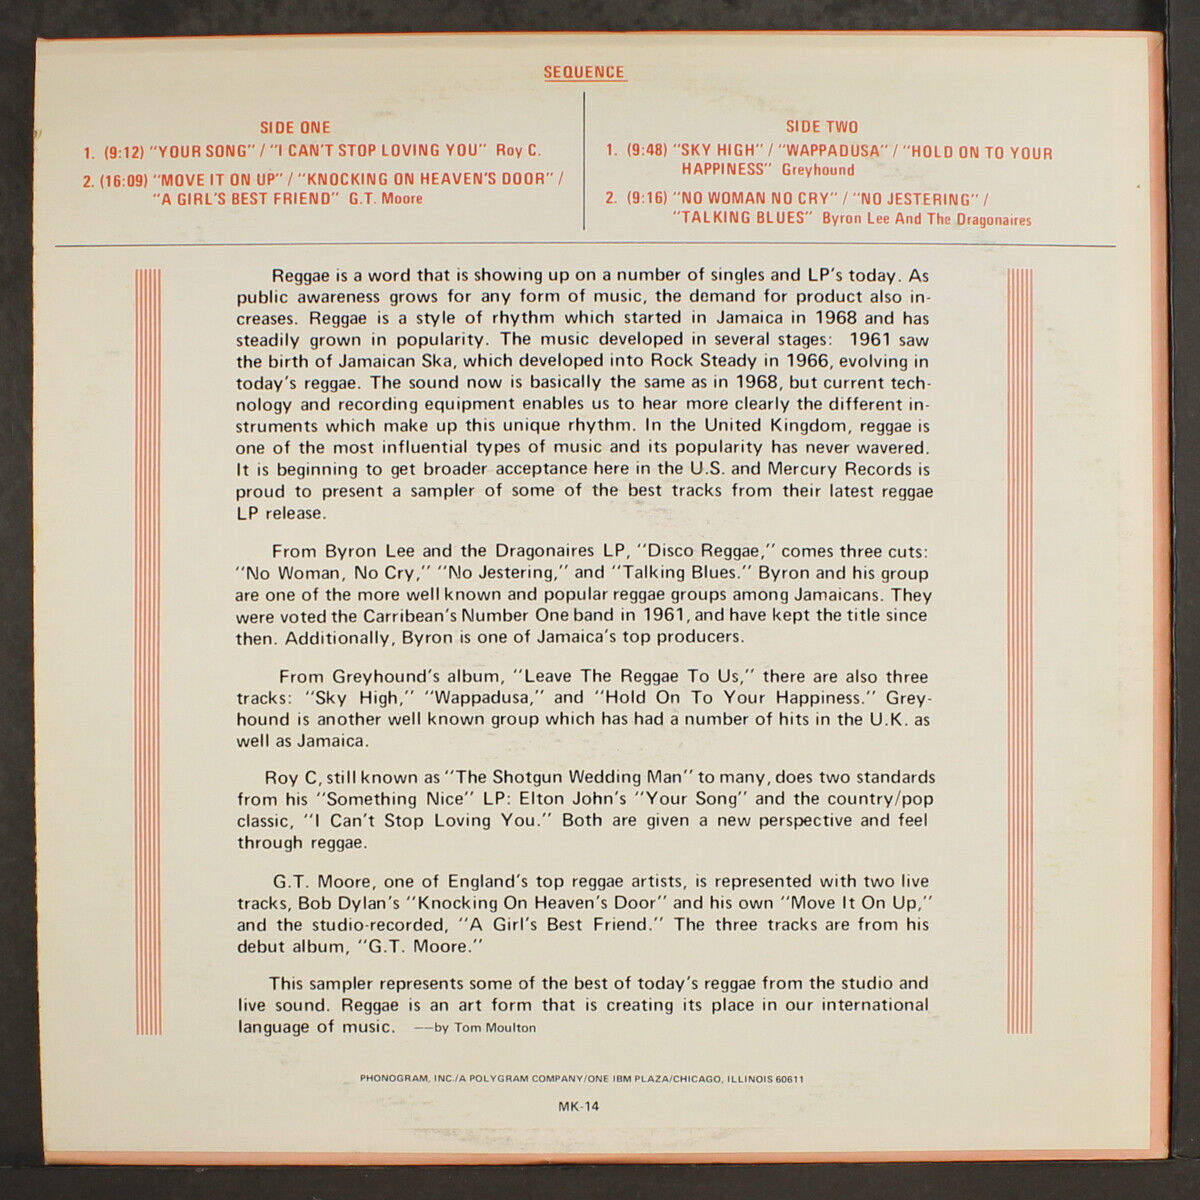 SEQUENCE
SIDE ONE
1. (9:12) "YOUR SONG" / "I CAN'T STOP LOVING YOU" Roy C.
2. (16:09) "MOVE IT ON UP" / "KNOCKING ON HEAVEN'S DOOR" /
"A GIRL'S BEST FRIEND" G.T. Moore
SIDE TWO
1. (9:48) "SKY HIGH" / "WAPPADUSA" / "HOLD ON TO YOUR
HAPPINESS" Greyhound
2. (9:16) "NO WOMAN NO CRY" / "NO JESTERING" /
"TALKING BLUES" Byron Lee And The Dragonaires
Reggae is a word that is showing up on a number of singles and LP's today. As
public awareness grows for any form of music, the demand for product also in-
creases. Reggae is a style of rhythm which started in Jamaica in 1968 and has
steadily grown in popularity. The music developed in several stages: 1961 saw
the birth of Jamaican Ska, which developed into Rock Steady in 1966, evolving in
today's reggae. The sound now is basically the same as in 1968, but current tech-
nology and recording equipment enables us to hear more clearly the different in-
struments which make up this unique rhythm. In the United Kingdom, reggae is
one of the most influential types of music and its popularity has never wavered.
It is beginning to get broader acceptance here in the U.S. and Mercury Records is
proud to present a sampler of some of the best tracks from their latest reggae
LP release.
From Byron Lee and the Dragonaires LP, "Disco Reggae," comes three cuts:
"No Woman, No Cry," "No Jestering," and "Talking Blues." Byron and his group
are one of the more well known and popular reggae groups among Jamaicans. They
were voted the Carribean's Number One band in 1961, and have kept the title since
then. Additionally, Byron is one of Jamaica's top producers.
From Greyhound's album, "Leave The Reggae To Us," there are also three
tracks: "Sky High," "Wappadusa," and "Hold On To Your Happiness." Grey-
hound is another well known group which has had a number of hits in the U.K. as
well as Jamaica.
Roy C, still known as "The Shotgun Wedding Man" to many, does two standards
from his "Something Nice" LP: Elton John's "Your Song" and the country/pop
classic, "I Can't Stop Loving You." Both are given a new perspective and feel
through reggae.
G.T. Moore, one of England's top reggae artists, is represented with two live
tracks, Bob Dylan's "Knocking On Heaven's Door" and his own "Move It On Up,"
and the studio-recorded, "A Girl's Best Friend." The three tracks are from his
debut album, "G.T. Moore."
This sampler represents some of the best of today's reggae from the studio and
live sound. Reggae is an art form that is creating its place in our international
language of music. ——by Tom Moulton
PHONOGRAM, INC./A POLYGRAM COMPANY/ONE IBM PLAZA/CHICAGO, ILLINOIS 60611
MK-14